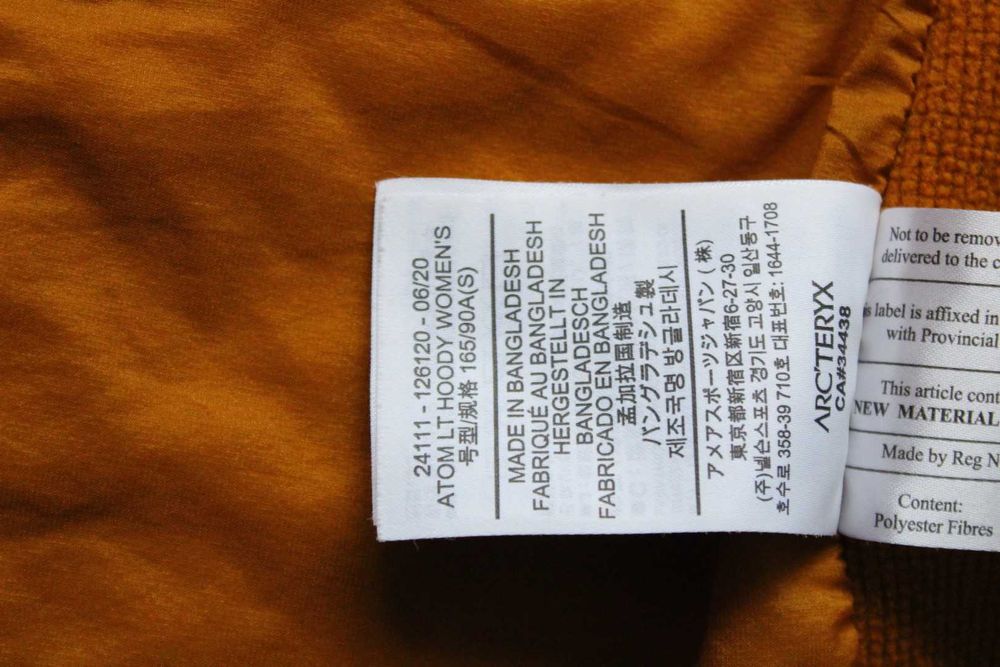 24111 - 126120 - 06/20
ATOM LT HOODY WOMEN'S
号型/规格 165/90A(S)
MADE IN BANGLADESH
FABRIQUÉ AU BANGLADESH
HERGESTELLT IN
BANGLADESCH
FABRICADO EN BANGLADESH
孟加拉国制造
バングラデシュ製
제조국명 방글라데시
アメアスポーツジャパン ( 株)
東京都新宿区新宿6-27-30
(주)넬슨스포츠 경기도 고양시 일산동구
호수로 358-39 710호 대표번호: 1644-1708
ARC'TERYX
CA#34438
Not to be remov
delivered to the c
is label is affixed in
with Provincial
This article cont
NEW MATERIAL
Made by Reg N
Content:
Polyester Fibres